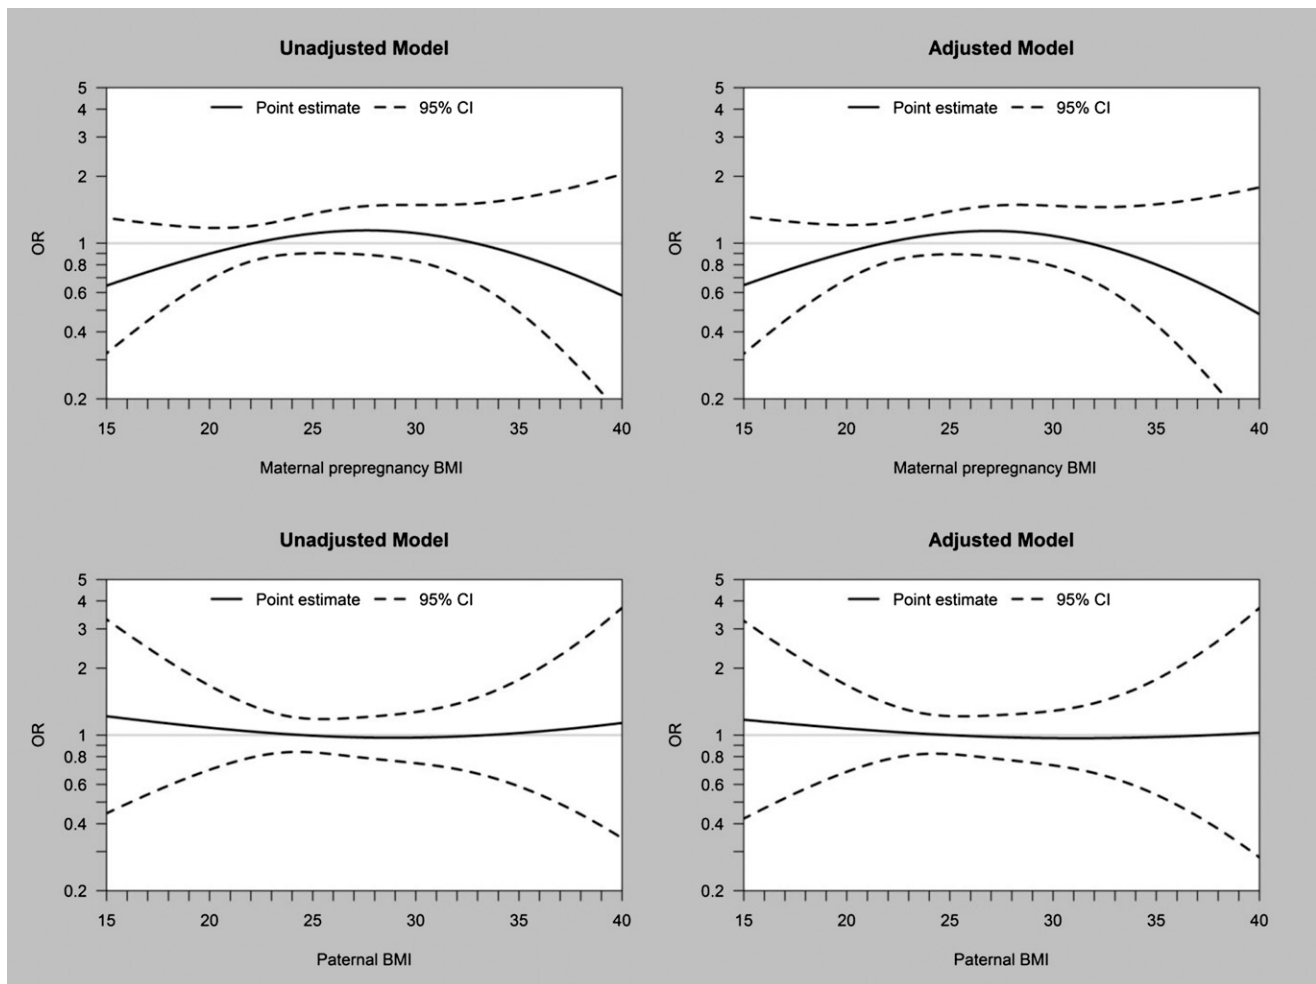 Unadjusted Model
5
4
3
2
1
0.8
0.6
0.4
0.2
OR
Point estimate 95% CI
15 20 25 30 35 40
Maternal prepregnancy BMI
Adjusted Model
5
4
3
2
1
0.8
0.6
0.4
0.2
OR
Point estimate 95% CI
15 20 25 30 35 40
Maternal prepregnancy BMI
Unadjusted Model
5
4
3
2
1
0.8
0.6
0.4
0.2
OR
Point estimate 95% CI
15 20 25 30 35 40
Paternal BMI
Adjusted Model
5
4
3
2
1
0.8
0.6
0.4
0.2
OR
Point estimate 95% CI
15 20 25 30 35 40
Paternal BMI